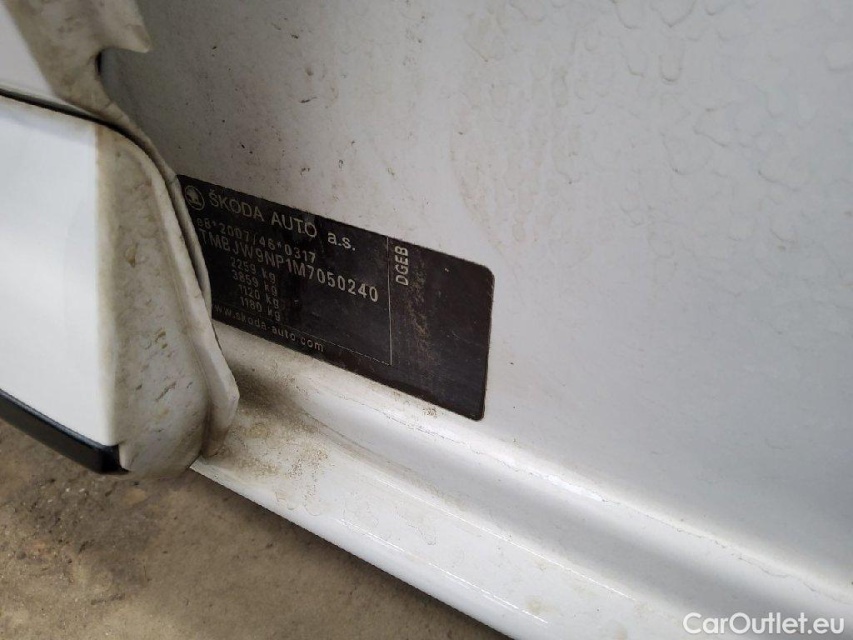 ŠKODA AUTO a.s.
e8*2007/46*0317
TMBJW9NP1M7050240
2259 kg
3859 kg
1120 kg
1180 kg
www.skoda-auto.com
DGEB
CarOutlet.eu